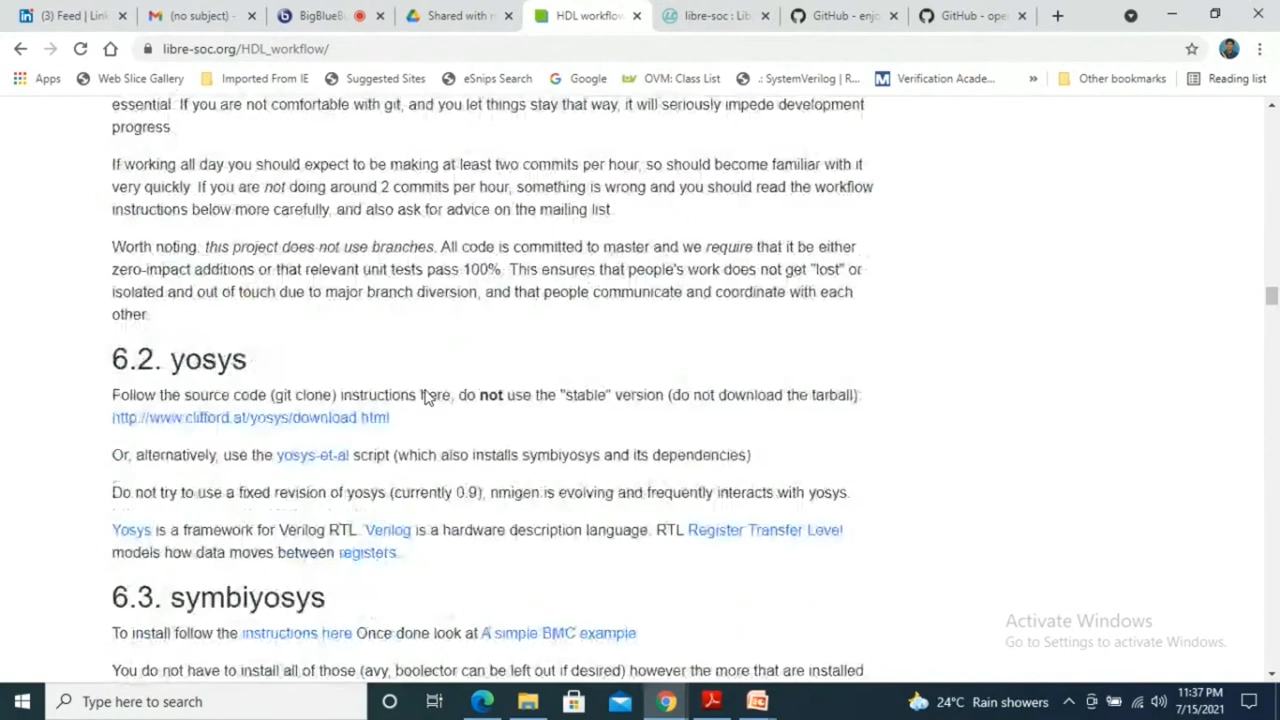 (3) Feed | Link
(no subject) -
BigBlueB
Shared with
HDL workflow
libre-soc : Lib
GitHub - enjo
GitHub - ope
libre-soc.org/HDL_workflow/
Apps
Web Slice Gallery
Imported From IE
Suggested Sites
eSnips Search
Google
OVM: Class List
.: SystemVerilog | R...
Verification Acade...
»
Other bookmarks
Reading list
essential. If you are not comfortable with git, and you let things stay that way, it will seriously impede development
progress
If working all day you should expect to be making at least two commits per hour, so should become familiar with it
very quickly. If you are not doing around 2 commits per hour, something is wrong and you should read the workflow
instructions below more carefully, and also ask for advice on the mailing list.
Worth noting: this project does not use branches. All code is committed to master and we require that it be either
zero-impact additions or that relevant unit tests pass 100%. This ensures that people's work does not get "lost" or
isolated and out of touch due to major branch diversion, and that people communicate and coordinate with each
other.
6.2. yosys
Follow the source code (git clone) instructions here, do not use the "stable" version (do not download the tarball):
http://www.clifford.at/yosys/download.html
Or, alternatively, use the yosys-et-al script (which also installs symbiyosys and its dependencies)
Do not try to use a fixed revision of yosys (currently 0.9), nmigen is evolving and frequently interacts with yosys.
Yosys is a framework for Verilog RTL. Verilog is a hardware description language. RTL Register Transfer Level
models how data moves between registers.
6.3. symbiyosys
To install follow the instructions here Once done look at A simple BMC example
You do not have to install all of those (avy, boolector can be left out if desired) however the more that are installed
Activate Windows
Go to Settings to activate Windows.
Type here to search
24°C Rain showers
11:37 PM
7/15/2021